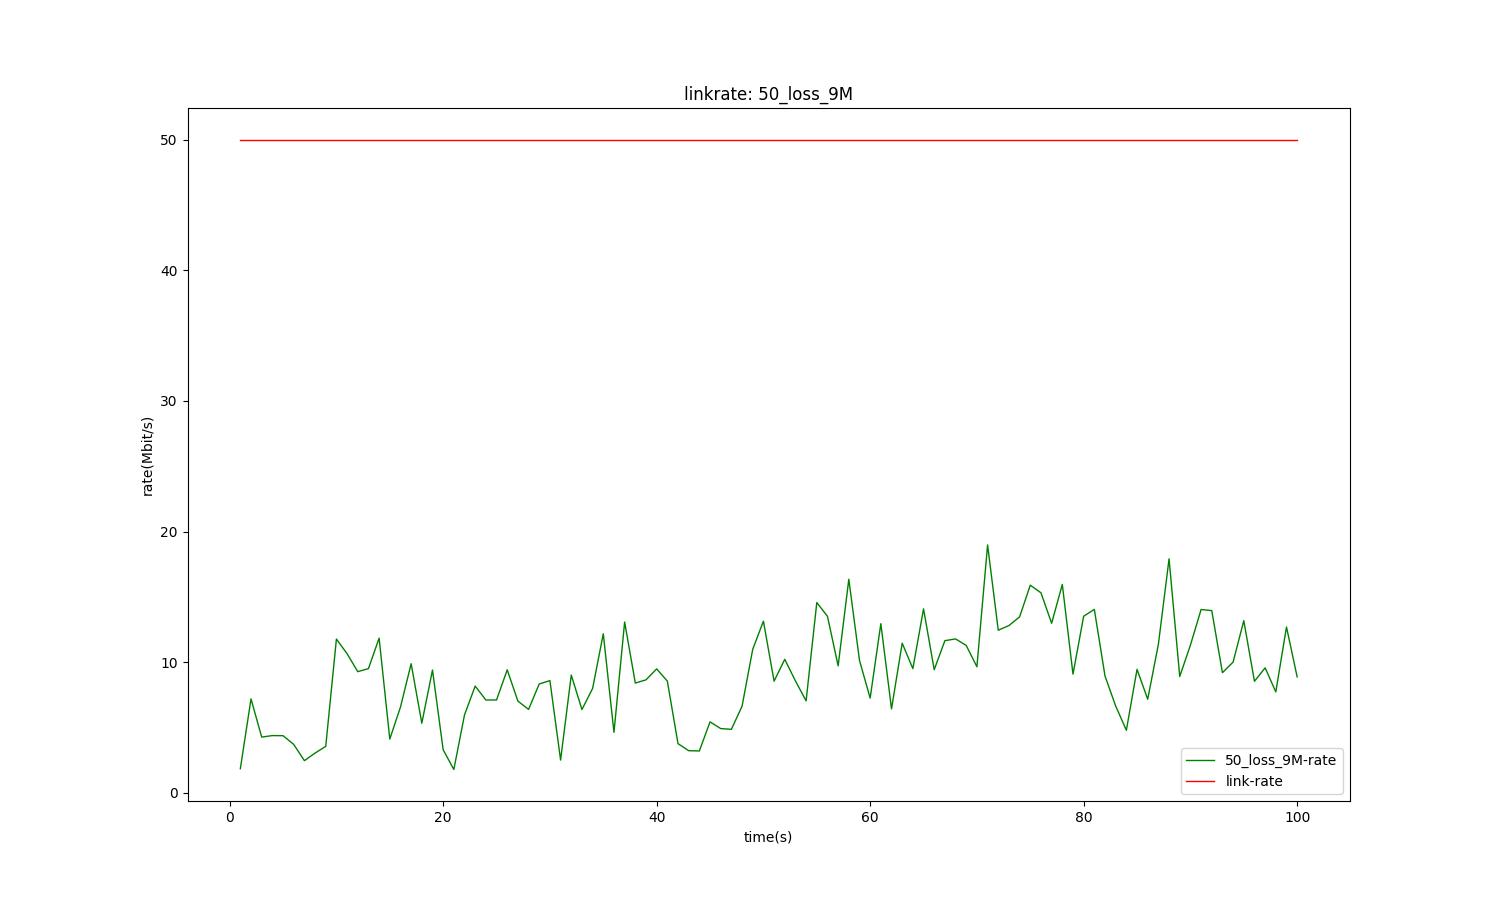 linkrate: 50_loss_9M
50
40
30
20
10
0
rate(Mbit/s)
0 20 40 60 80 100
time(s)
50_loss_9M-rate
link-rate